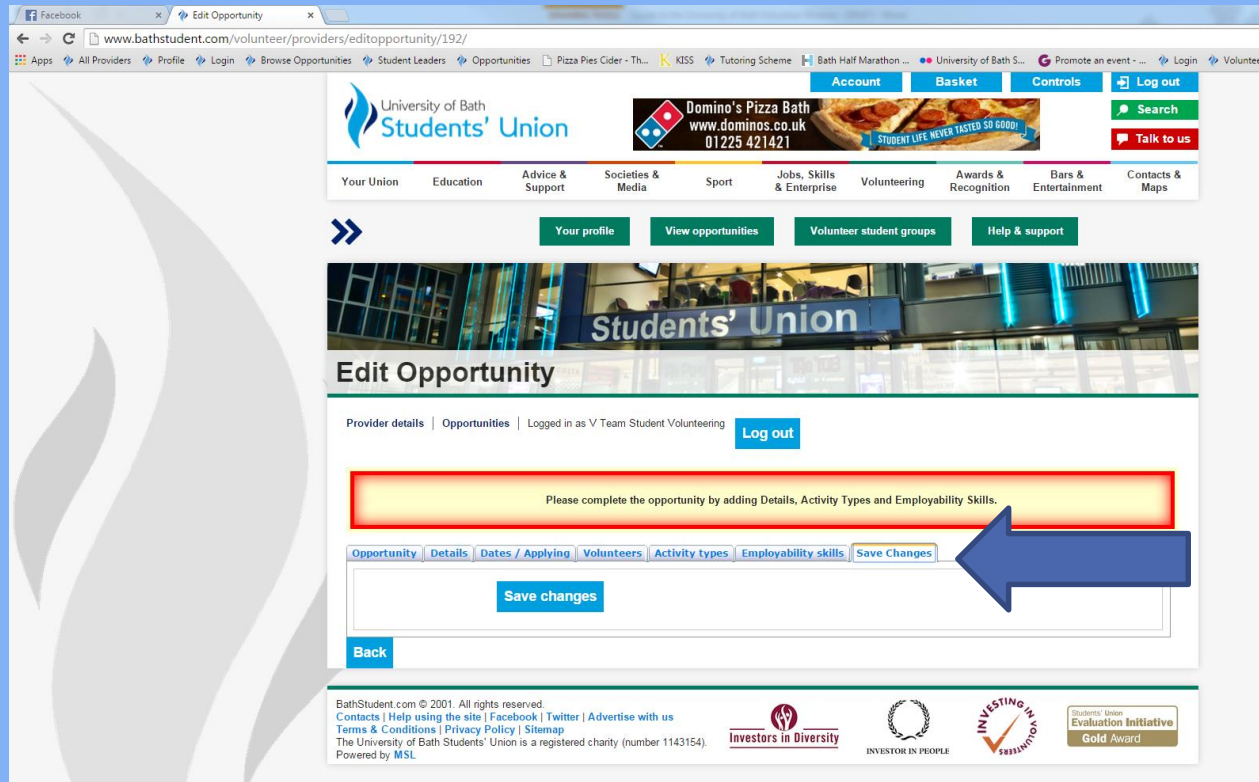 Facebook
Edit Opportunity
www.bathstudent.com/volunteer/providers/editopportunity/192/
Apps All Providers Profile Login Browse Opportunities Student Leaders Opportunities Pizza Pies Cider - Th... KISS Tutoring Scheme Bath Half Marathon ... University of Bath S... Promote an event - ... Login Voluntee
Account Basket Controls Log out
Search
Talk to us
University of Bath
Students' Union
Domino's Pizza Bath
www.dominos.co.uk
01225 421421
STUDENT LIFE NEVER TASTED SO GOOD!
Your Union Education Advice & Support Societies & Media Sport Jobs, Skills & Enterprise Volunteering Awards & Recognition Bars & Entertainment Contacts & Maps
Your profile View opportunities Volunteer student groups Help & support
Students' Union
Edit Opportunity
Provider details | Opportunities | Logged in as V Team Student Volunteering Log out
Please complete the opportunity by adding Details, Activity Types and Employability Skills.
Opportunity Details Dates / Applying Volunteers Activity types Employability skills Save Changes
Save changes
Back
BathStudent.com © 2001. All rights reserved.
Contacts | Help using the site | Facebook | Twitter | Advertise with us
Terms & Conditions | Privacy Policy | Sitemap
The University of Bath Students' Union is a registered charity (number 1143154).
Powered by MSL
Investors in Diversity
INVESTOR IN PEOPLE
INVESTING IN VOLUNTEERS
Students' Union
Evaluation Initiative
Gold Award